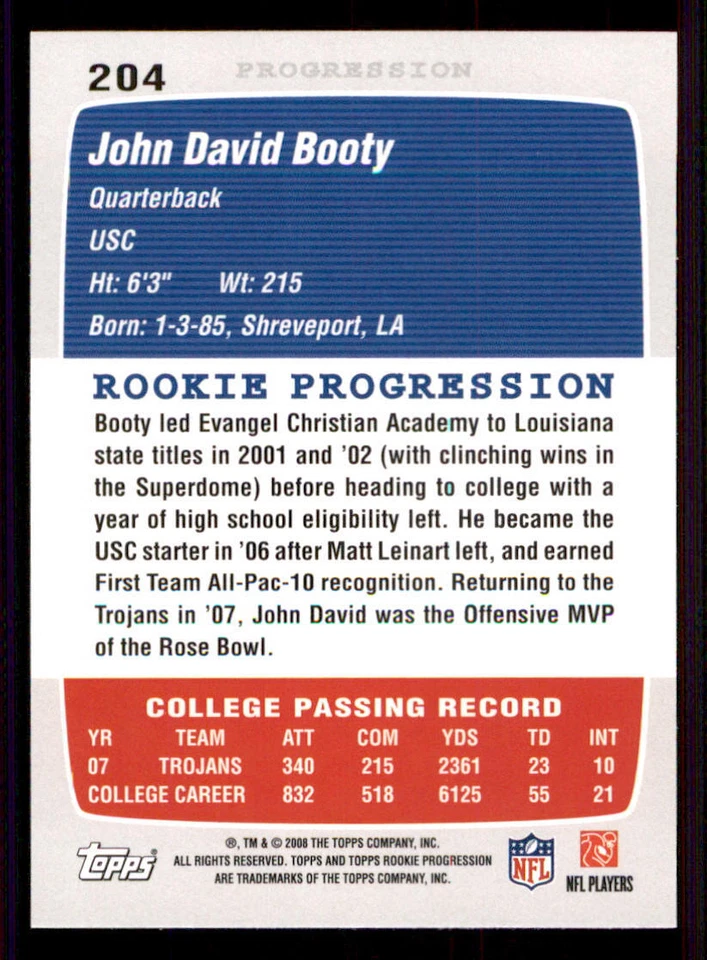 204 PROGRESSION
John David Booty
Quarterback
USC
Ht: 6'3" Wt: 215
Born: 1-3-85, Shreveport, LA
ROOKIE PROGRESSION
Booty led Evangel Christian Academy to Louisiana
state titles in 2001 and '02 (with clinching wins in
the Superdome) before heading to college with a
year of high school eligibility left. He became the
USC starter in '06 after Matt Leinart left, and earned
First Team All-Pac-10 recognition. Returning to the
Trojans in '07, John David was the Offensive MVP
of the Rose Bowl.
COLLEGE PASSING RECORD
YR TEAM ATT COM YDS TD INT
07 TROJANS 340 215 2361 23 10
COLLEGE CAREER 832 518 6125 55 21
®, TM & © 2008 THE TOPPS COMPANY, INC.
ALL RIGHTS RESERVED. TOPPS AND TOPPS ROOKIE PROGRESSION
ARE TRADEMARKS OF THE TOPPS COMPANY, INC.
topps®
NFL
NFL PLAYERS